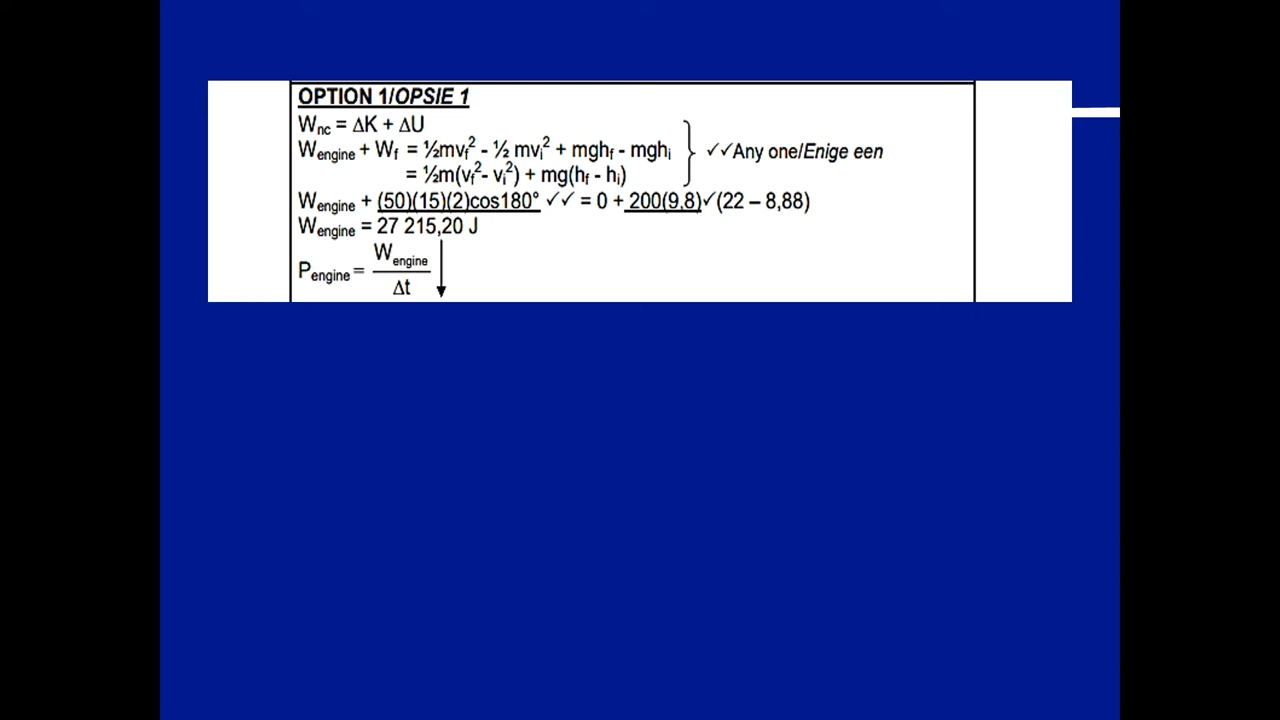 OPTION 1/OPSIE 1
Wnc = ΔK + ΔU
Wengine + Wf = ½mvf² - ½ mvi² + mghf - mghi
= ½m(vf²- vi²) + mg(hf - hi)
✓✓Any one/Enige een
Wengine + (50)(15)(2)cos180° ✓✓ = 0 + 200(9,8)✓(22 – 8,88)
Wengine = 27 215,20 J
Pengine = Wengine
Δt